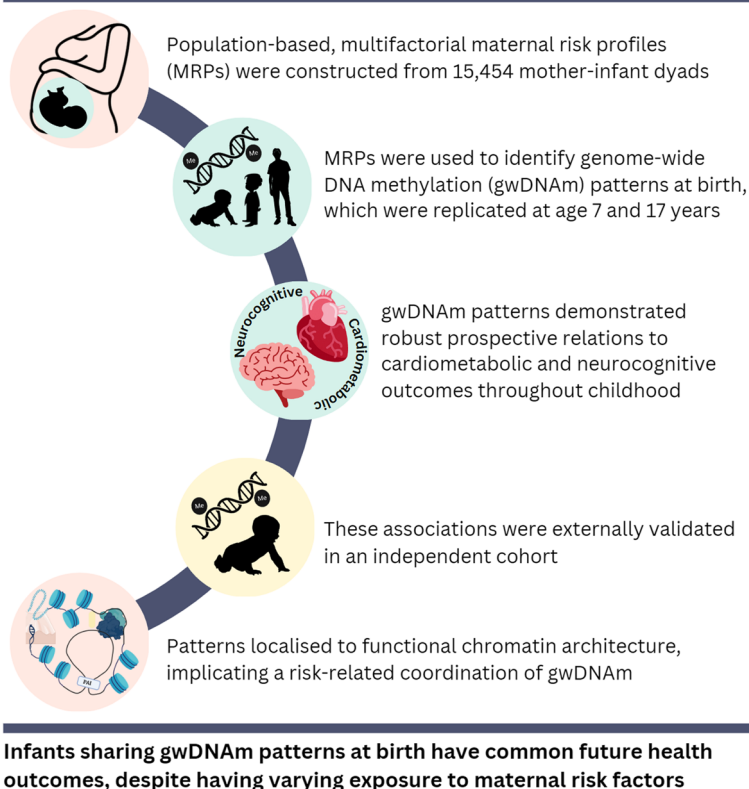 Population-based, multifactorial maternal risk profiles
(MRPs) were constructed from 15,454 mother-infant dyads
Me
Me
MRPs were used to identify genome-wide
DNA methylation (gwDNAm) patterns at birth,
which were replicated at age 7 and 17 years
Neurocognitive
Cardiometabolic
gwDNAm patterns demonstrated
robust prospective relations to
cardiometabolic and neurocognitive
outcomes throughout childhood
Me
Me
These associations were externally validated
in an independent cohort
Patterns localised to functional chromatin architecture,
implicating a risk-related coordination of gwDNAm
Infants sharing gwDNAm patterns at birth have common future health
outcomes, despite having varying exposure to maternal risk factors